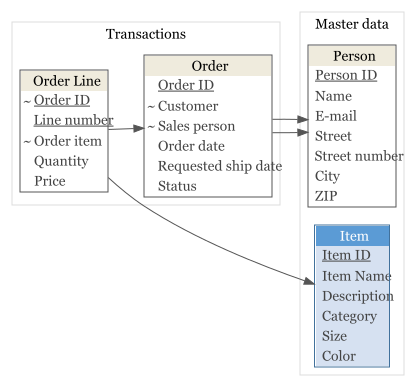 Transactions
Order Line
~ Order ID
Line number
~ Order item
Quantity
Price
Order
Order ID
~ Customer
~ Sales person
Order date
Requested ship date
Status
Master data
Person
Person ID
Name
E-mail
Street
Street number
City
ZIP
Item
Item ID
Item Name
Description
Category
Size
Color